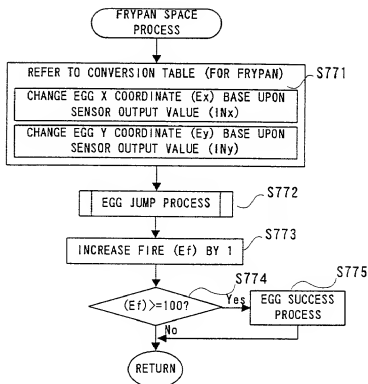 FRYPAN SPACE
PROCESS
REFER TO CONVERSION TABLE (FOR FRYPAN)
S771
CHANGE EGG X COORDINATE (Ex) BASE UPON
SENSOR OUTPUT VALUE (INx)
CHANGE EGG Y COORDINATE (Ey) BASE UPON
SENSOR OUTPUT VALUE (INy)
S772
EGG JUMP PROCESS
S773
INCREASE FIRE (Ef) BY 1
S774
S775
(Ef)>=100?
Yes
EGG SUCCESS
PROCESS
No
RETURN